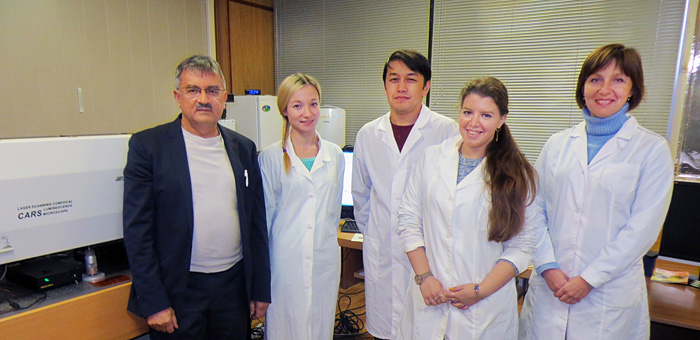 LASER SCANNING CONFOCAL
CARS LUMINESCENCE
MICROSCOPE